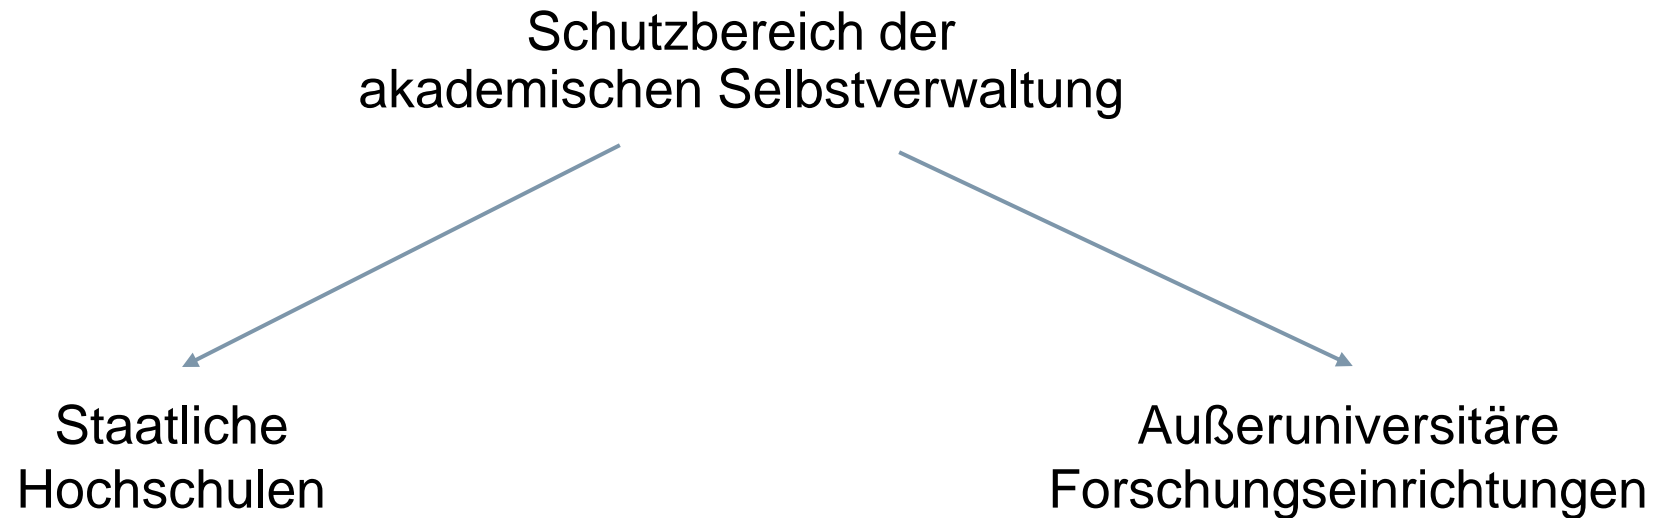 Schutzbereich der
akademischen Selbstverwaltung
Staatliche
Hochschulen
Außeruniversitäre
Forschungseinrichtungen